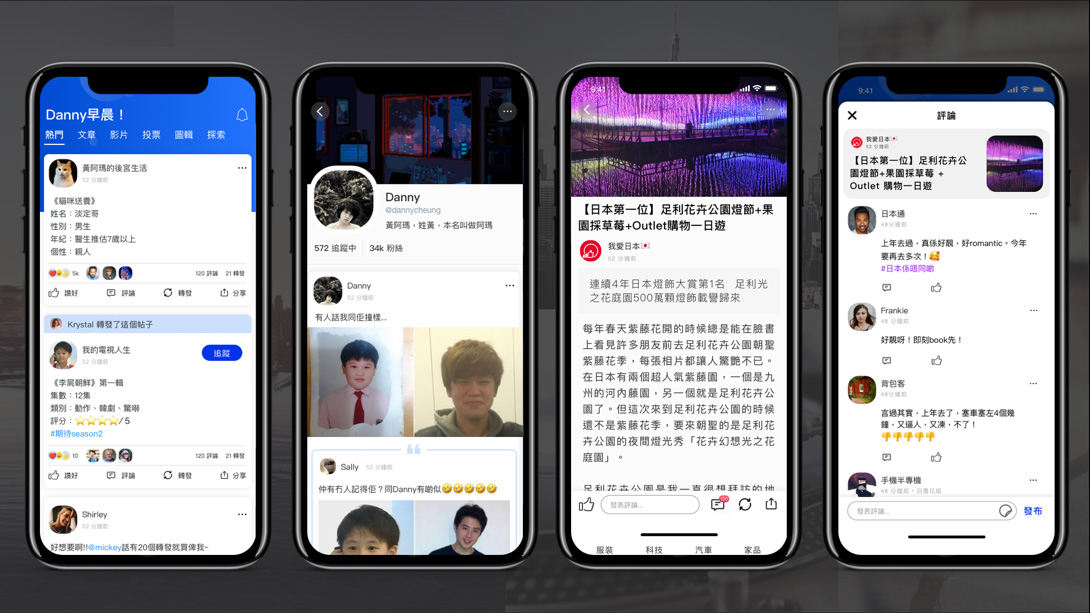 Danny早晨！
熱門 文章 影片 投票 圖輯 探索
黃阿瑪的後宮生活
52 分鐘前
《貓咪送養》
姓名：淡定哥
性別：男生
年紀：醫生推估7歲以上
個性：親人
5k 120 評論 21 轉發
讚好 評論 轉發 分享
Krystal 轉發了這個帖子
我的電視人生
52 分鐘前
追蹤
《李屍朝鮮》第一輯
集數：12集
類別：動作、韓劇、驚嚇
評分：⭐⭐⭐⭐/ 5
#期待season2
10 120 評論 21 轉發
讚好 評論 轉發 分享
Shirley
52 分鐘前
好想要啊!!@mickey話有20個轉發就買俾我~
Danny
@dannycheung
黃阿瑪，姓黃，本名叫做阿瑪
572 追蹤中 34k 粉絲
Danny
52 分鐘前
有人話我同佢撞樣...
Sally 52 分鐘前
仲有冇人記得佢？同Danny有啲似🤣🤣🤣🤣🤣
9:41
【日本第一位】足利花卉公園燈節+果
園採草莓+Outlet購物一日遊
我愛日本🇯🇵
52 分鐘前
連續4年日本燈飾大賞第1名　足利光
之花庭園500萬顆燈飾載譽歸來
每年春天紫藤花開的時候總是能在臉書
上看見許多朋友前去足利花卉公園朝聖
紫藤花季，每張相片都讓人驚艷不已。
在日本有兩個超人氣紫藤園，一個是九
州的河內藤園，另一個就是足利花卉公
園了。但這次來到足利花卉公園的時候
還不是紫藤花季，要來朝聖的是足利花
卉公園的夜間燈光秀「花卉幻想光之花
庭園」。
足利花卉公園是我一直很想拜訪的地
發表評論...
服裝 科技 汽車 家品
9:41
評論
我愛日本🇯🇵
52 分鐘前
【日本第一位】足利花卉公
園燈節+果園採草莓 +
Outlet 購物一日遊
日本通
48分鐘前
上年去過，真係好靚，好romantic。今年
要再去多次！🥰
#日本係唔同啲
Frankie
48 分鐘前
好靚呀！即刻book先！
背包客
48分鐘前
言過其實，上年去了，塞車塞左4個幾
鐘，又逼人，又凍，不了！
👎👎👎👎👎
手機半專機
48 分鐘前・回覆花姐
發表評論...
發布